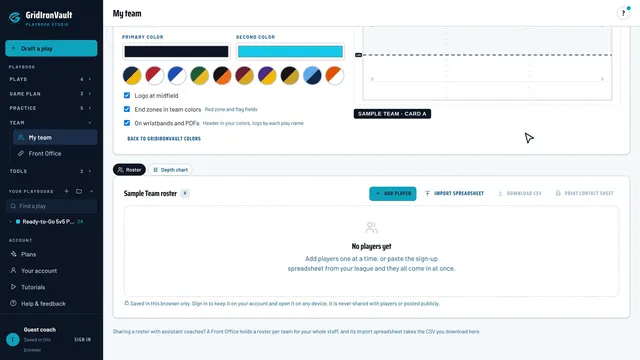 GridIronVault
PLAYBOOK STUDIO
+ Draft a play
PLAYBOOK
PLAYS 4
GAME PLAN 3
PRACTICE 5
TEAM
My team
Front Office
TOOLS 2
YOUR PLAYBOOKS
Find a play
Ready-to-Go 5v5 P... 24
ACCOUNT
Plans
Your account
Tutorials
Help & feedback
Guest coach
Saved in this browser
SIGN IN
My team
?
PRIMARY COLOR
SECOND COLOR
Logo at midfield
End zones in team colors Red zone and flag fields
On wristbands and PDFs Header in your colors, logo by each play name
BACK TO GRIDIRONVAULT COLORS
SAMPLE TEAM · CARD A
Roster
Depth chart
Sample Team roster 0
+ ADD PLAYER
IMPORT SPREADSHEET
DOWNLOAD CSV
PRINT CONTACT SHEET
No players yet
Add players one at a time, or paste the sign-up
spreadsheet from your league and they all come in at once.
Saved in this browser only. Sign in to keep it on your account and open it on any device. It is never shared with players or posted publicly.
Sharing a roster with assistant coaches? A Front Office holds a roster per team for your whole staff, and its Import spreadsheet takes the CSV you download here.